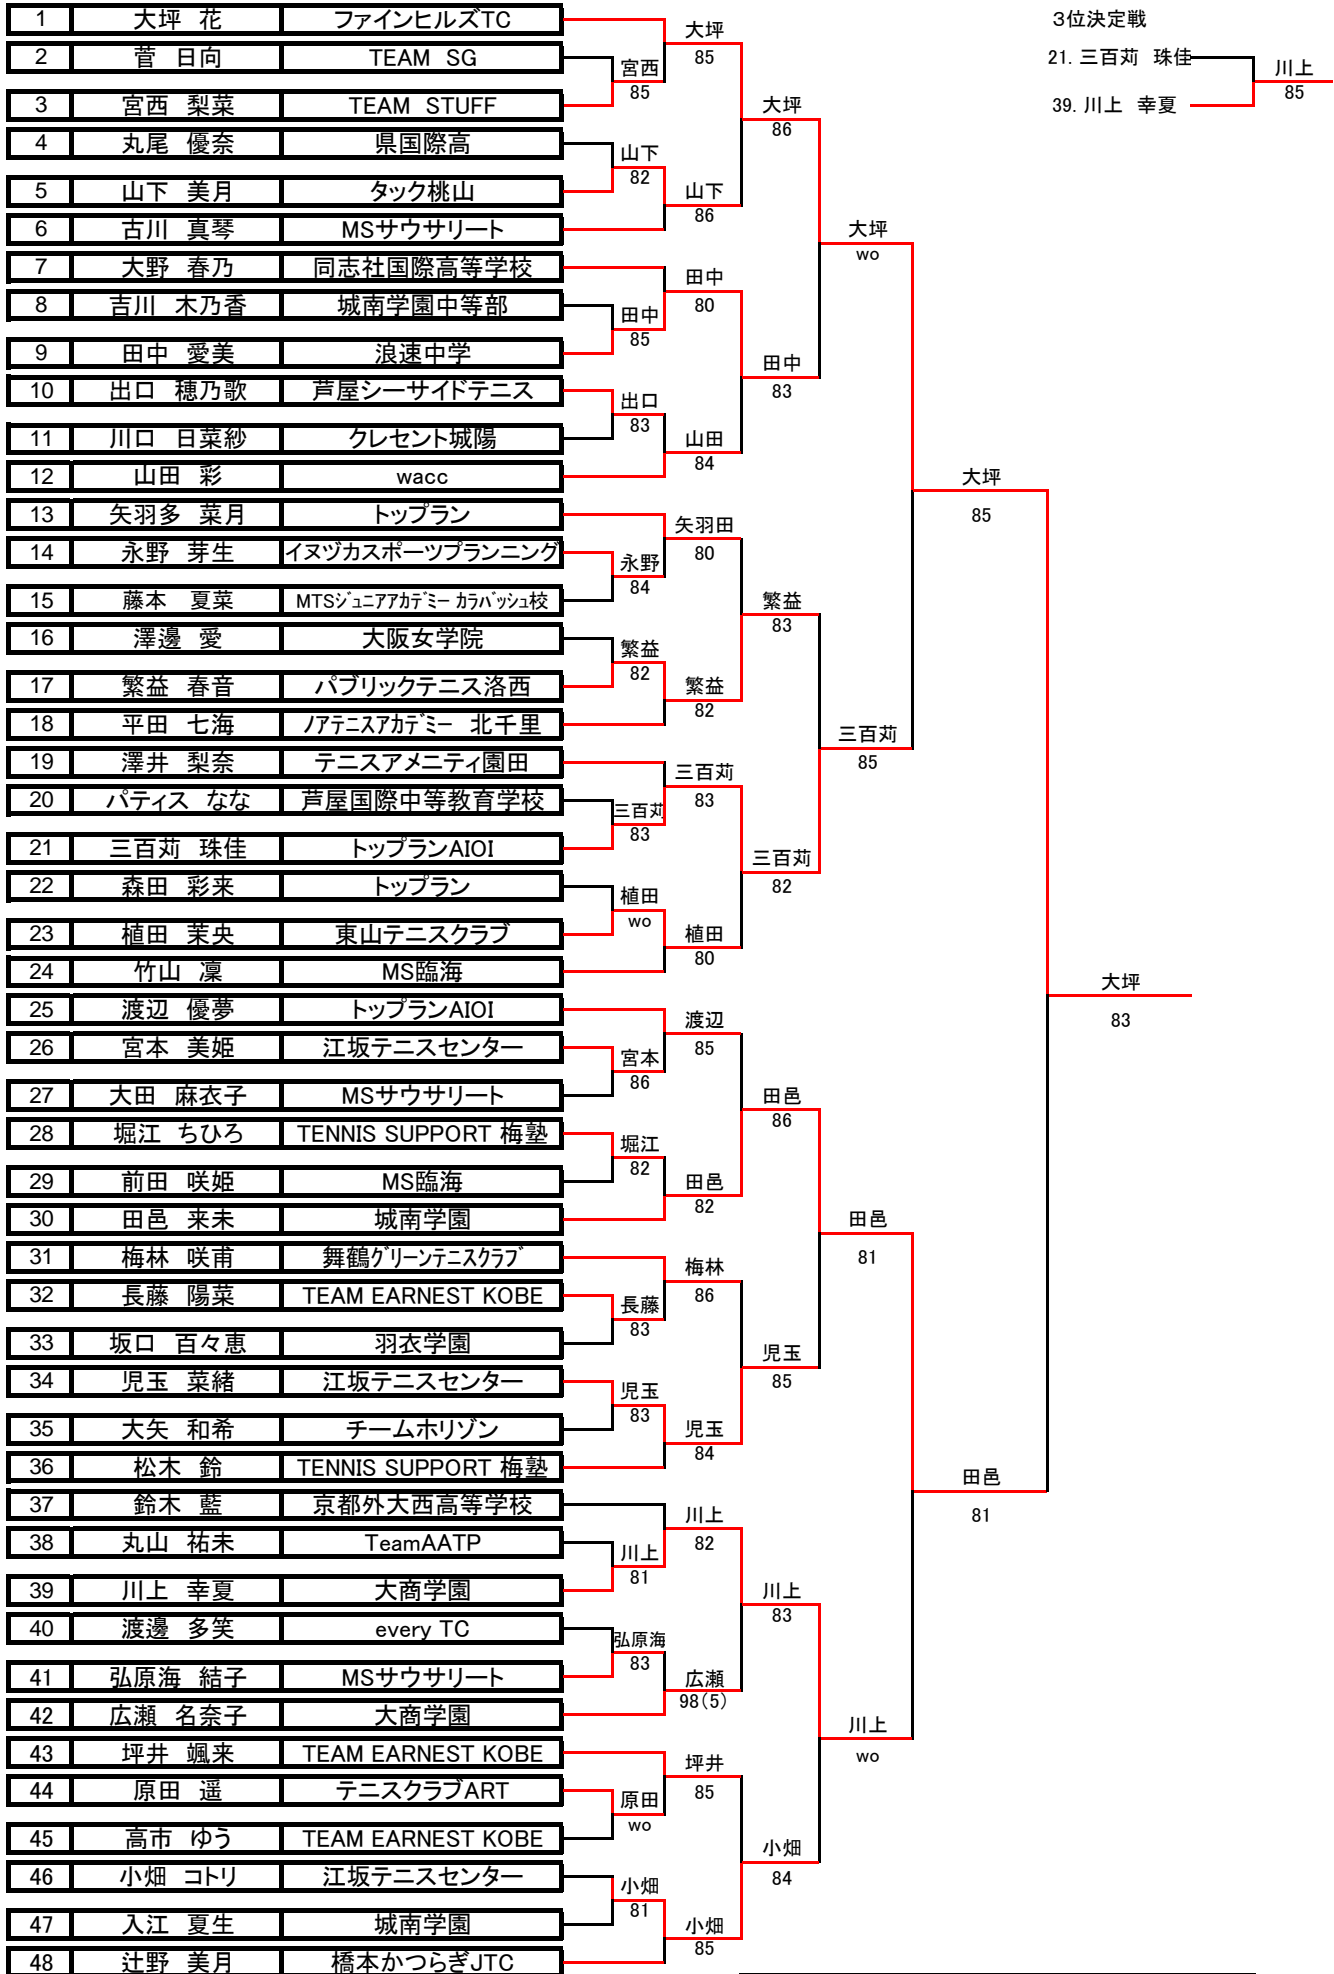 1 大坪 花 ファインヒルズTC
2 菅 日向 TEAM SG
3 宮西 梨菜 TEAM STUFF
4 丸尾 優奈 県国際高
5 山下 美月 タック桃山
6 古川 真琴 MSサウサリート
7 大野 春乃 同志社国際高等学校
8 吉川 木乃香 城南学園中等部
9 田中 愛美 浪速中学
10 出口 穂乃歌 芦屋シーサイドテニス
11 川口 日菜紗 クレセント城陽
12 山田 彩 wacc
13 矢羽多 菜月 トップラン
14 永野 芽生 イヌヅカスポーツプランニング
15 藤本 夏菜 MTSジュニアアカデミー カラバッシュ校
16 澤邊 愛 大阪女学院
17 繁益 春音 パブリックテニス洛西
18 平田 七海 ノアテニスアカデミー 北千里
19 澤井 梨奈 テニスアメニティ園田
20 パティス なな 芦屋国際中等教育学校
21 三百苅 珠佳 トップランAIOI
22 森田 彩来 トップラン
23 植田 茉央 東山テニスクラブ
24 竹山 凜 MS臨海
25 渡辺 優夢 トップランAIOI
26 宮本 美姫 江坂テニスセンター
27 大田 麻衣子 MSサウサリート
28 堀江 ちひろ TENNIS SUPPORT 梅塾
29 前田 咲姫 MS臨海
30 田邑 来未 城南学園
31 梅林 咲甫 舞鶴グリーンテニスクラブ
32 長藤 陽菜 TEAM EARNEST KOBE
33 坂口 百々恵 羽衣学園
34 児玉 菜緒 江坂テニスセンター
35 大矢 和希 チームホリゾン
36 松木 鈴 TENNIS SUPPORT 梅塾
37 鈴木 藍 京都外大西高等学校
38 丸山 祐未 TeamAATP
39 川上 幸夏 大商学園
40 渡邊 多笑 every TC
41 弘原海 結子 MSサウサリート
42 広瀬 名奈子 大商学園
43 坪井 颯来 TEAM EARNEST KOBE
44 原田 遥 テニスクラブART
45 高市 ゆう TEAM EARNEST KOBE
46 小畑 コトリ 江坂テニスセンター
47 入江 夏生 城南学園
48 辻野 美月 橋本かつらぎJTC
宮西
85
山下
82
田中
85
出口
83
永野
84
繁益
82
三百苅
83
植田
wo
宮本
86
堀江
82
長藤
83
児玉
83
川上
81
弘原海
83
原田
wo
小畑
81
大坪
85
山下
86
田中
80
山田
84
矢羽田
80
繁益
82
三百苅
83
植田
80
渡辺
85
田邑
82
梅林
86
児玉
84
川上
82
広瀬
98(5)
坪井
85
小畑
85
大坪
86
田中
83
繁益
83
三百苅
82
田邑
86
児玉
85
川上
83
小畑
84
大坪
wo
三百苅
85
田邑
81
川上
wo
大坪
85
田邑
81
大坪
83
3位決定戦
21. 三百苅 珠佳
39. 川上 幸夏
川上
85